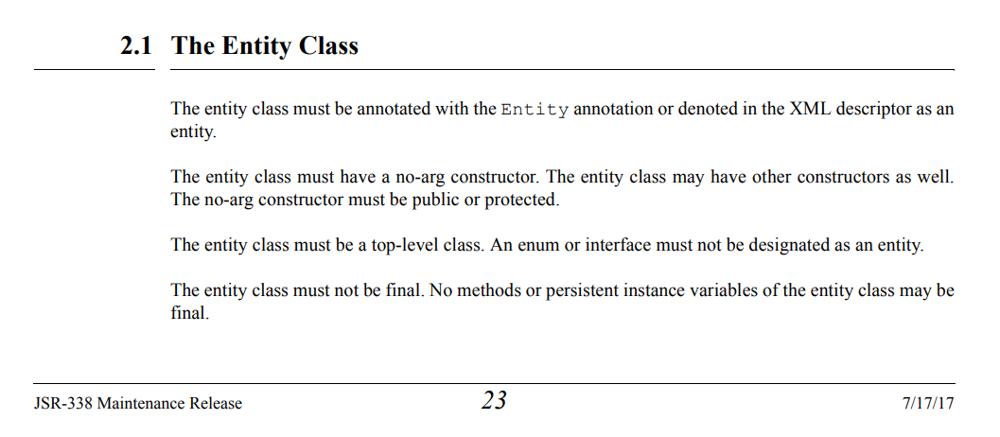 2.1 The Entity Class
The entity class must be annotated with the Entity annotation or denoted in the XML descriptor as an
entity.
The entity class must have a no-arg constructor. The entity class may have other constructors as well.
The no-arg constructor must be public or protected.
The entity class must be a top-level class. An enum or interface must not be designated as an entity.
The entity class must not be final. No methods or persistent instance variables of the entity class may be
final.
JSR-338 Maintenance Release 23 7/17/17